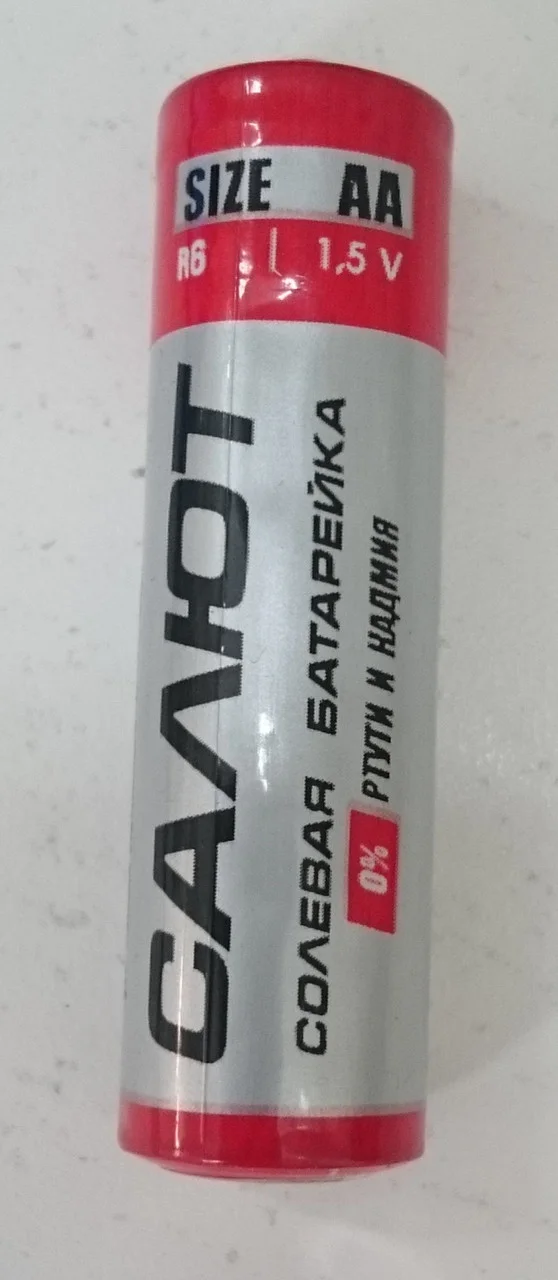 SIZE AA
R6 1,5 V
САЛЮТ
СОЛЕВАЯ БАТАРЕЙКА
0% РТУТИ И КАДМИЯ